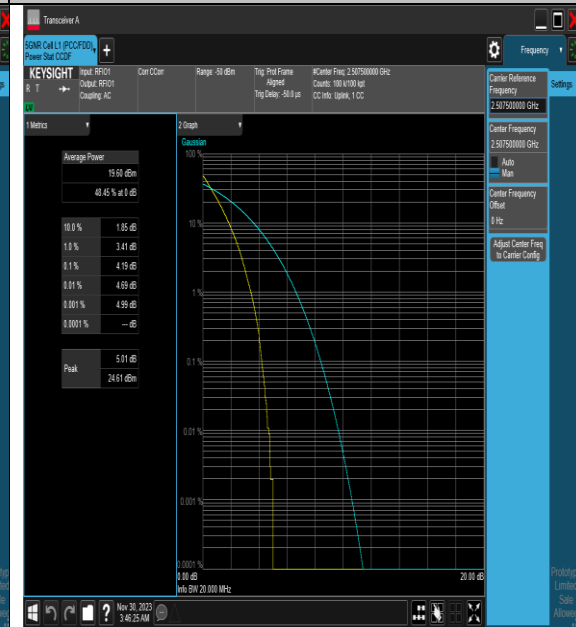 Transceiver A
5GNR Cell L1 (PCC/FDD),
Power Stat CCDF
+
Frequency
KEYSIGHT
R T
Input: RFIO1
Output: RFIO1
Coupling: AC
Corr CCorr
Range: -50 dBm
Trig: Prot Frame
Aligned
Trig Delay: -50.0 µs
#Center Freq: 2.507500000 GHz
Counts: 100 k/100 kpt
CC Info: Uplink, 1 CC
Carrier Reference
Frequency
2.507500000 GHz
Settings
Center Frequency
2.507500000 GHz
Auto
Man
Center Frequency
Offset
0 Hz
Adjust Center Freq
to Carrier Config
1 Metrics
Average Power
19.60 dBm
48.45 % at 0 dB
10.0 % 1.85 dB
1.0 % 3.41 dB
0.1 % 4.19 dB
0.01 % 4.69 dB
0.001 % 4.99 dB
0.0001 % --- dB
Peak
5.01 dB
24.61 dBm
2 Graph
Gaussian
100 %
10 %
1 %
0.1 %
0.01 %
0.001 %
0.0001 %
0.00 dB
20.00 dB
Info BW 20.000 MHz
?
Nov 30, 2023
3:46:25 AM